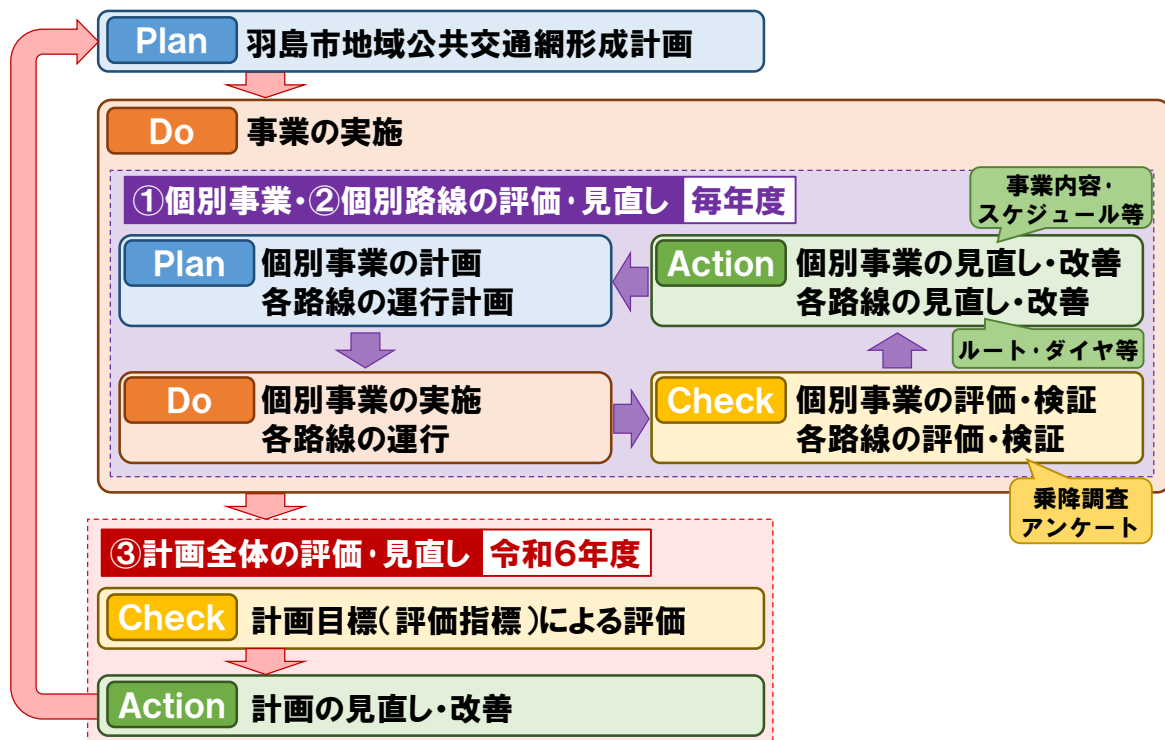 Plan 羽島市地域公共交通網形成計画
Do 事業の実施
①個別事業・②個別路線の評価・見直し 毎年度
事業内容・
スケジュール等
Plan 個別事業の計画
各路線の運行計画
Action 個別事業の見直し・改善
各路線の見直し・改善
ルート・ダイヤ等
Do 個別事業の実施
各路線の運行
Check 個別事業の評価・検証
各路線の評価・検証
乗降調査
アンケート
③計画全体の評価・見直し 令和6年度
Check 計画目標(評価指標)による評価
Action 計画の見直し・改善